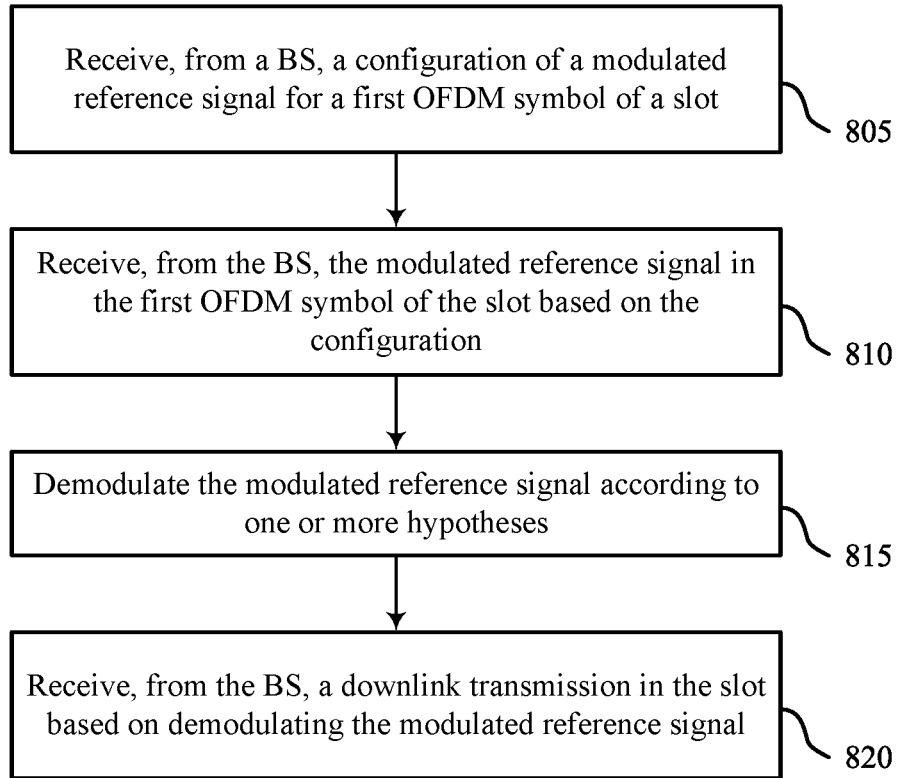 Receive, from a BS, a configuration of a modulated
reference signal for a first OFDM symbol of a slot
805
Receive, from the BS, the modulated reference signal in
the first OFDM symbol of the slot based on the
configuration
810
Demodulate the modulated reference signal according to
one or more hypotheses
815
Receive, from the BS, a downlink transmission in the slot
based on demodulating the modulated reference signal
820